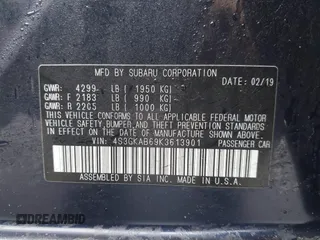 MFD BY SUBARU CORPORATION
GVWR: 4299 LB ( 1950 KG) DATE: 02/19
GAWR: F 2183 LB ( 990 KG)
GAWR: R 2205 LB ( 1000 KG)
THIS VEHICLE CONFORMS TO ALL APPLICABLE FEDERAL MOTOR
VEHICLE SAFETY,BUMPER,AND THEFT PREVENTION STANDARDS
IN EFFECT ON THE DATE OF MANUFACTURE SHOWN ABOVE.
VIN: 4S3GKAB69K3613901 PASSENGER CAR
ASSEMBLED BY SIA INC. MADE IN U.S.A.
DREAMBID